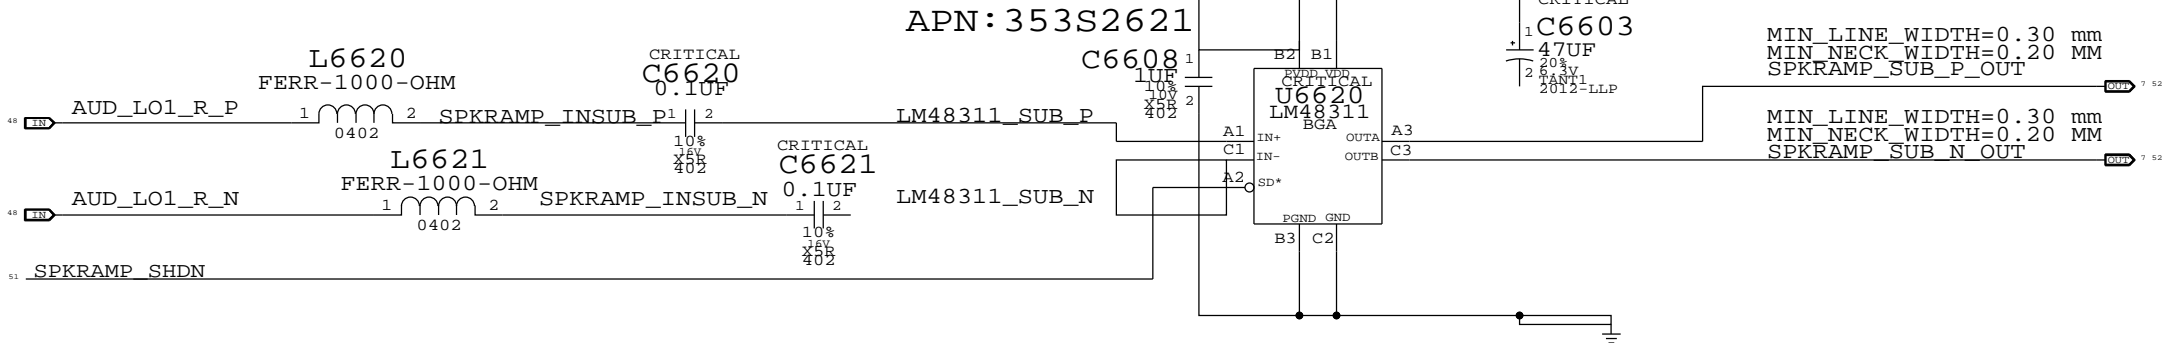 APN:353S2621
CRITICAL
C6603
1
47UF
20%
6.3V
TANT1
2
2012-LLP
MIN_LINE_WIDTH=0.30 mm
MIN_NECK_WIDTH=0.20 MM
SPKRAMP_SUB_P_OUT
OUT
7 52
L6620
FERR-1000-OHM
1
2
0402
CRITICAL
C6620
0.1UF
1
2
10%
16V
X5R
402
C6608
1
1UF
10%
10V
X5R
2
402
B2
B1
PVDD VDD
CRITICAL
U6620
LM48311
BGA
48
IN
AUD_LO1_R_P
SPKRAMP_INSUB_P
LM48311_SUB_P
A1
IN+
C1
IN-
A2
SD*
OUTA
A3
OUTB
C3
PGND GND
B3
C2
MIN_LINE_WIDTH=0.30 mm
MIN_NECK_WIDTH=0.20 MM
SPKRAMP_SUB_N_OUT
OUT
7 52
L6621
FERR-1000-OHM
1
2
0402
CRITICAL
C6621
0.1UF
1
2
10%
16V
X5R
402
48
IN
AUD_LO1_R_N
SPKRAMP_INSUB_N
LM48311_SUB_N
51
SPKRAMP_SHDN